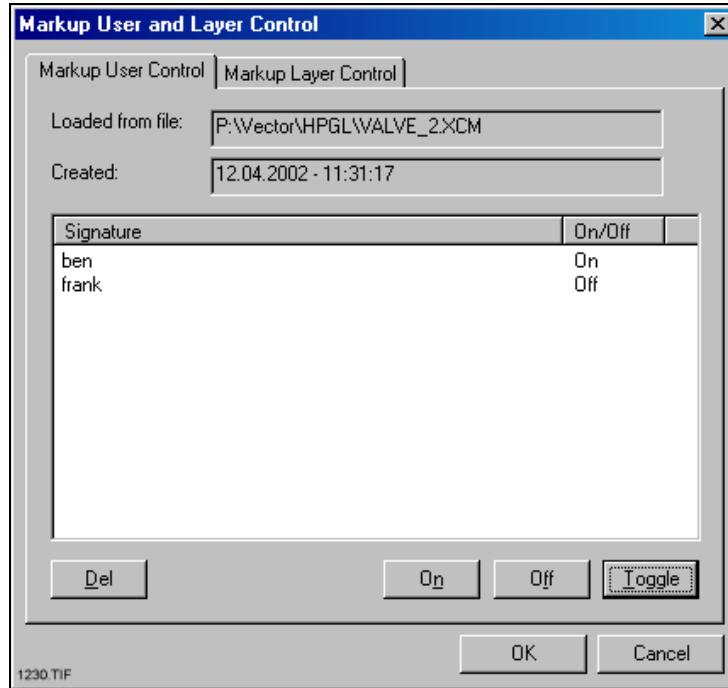 Markup User and Layer Control
Markup User Control Markup Layer Control
Loaded from file: P:\Vector\HPGL\VALVE_2.XCM
Created: 12.04.2002 - 11:31:17
Signature On/Off
ben On
frank Off
Del On Off Toggle
OK Cancel
1230.TIF